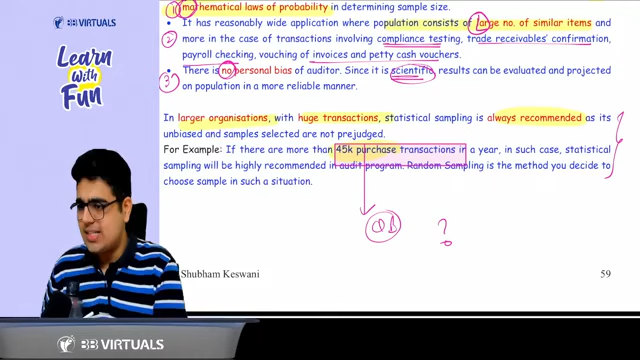 BB VIRTUALS
Learn
With
Fun
1 mathematical laws of probability in determining sample size.
• It has reasonably wide application where population consists of large no. of similar items and
2 more in the case of transactions involving compliance testing, trade receivables' confirmation,
payroll checking, vouching of invoices and petty cash vouchers.
• There is no personal bias of auditor. Since it is scientific, results can be evaluated and projected
3 on population in a more reliable manner.
In larger organisations, with huge transactions, statistical sampling is always recommended as its
unbiased and samples selected are not prejudged.
For Example: If there are more than 45k purchase transactions in a year, in such case, statistical
sampling will be highly recommended in audit program. Random Sampling is the method you decide to
choose sample in such a situation.
?
Shubham Keswani
59
BB VIRTUALS